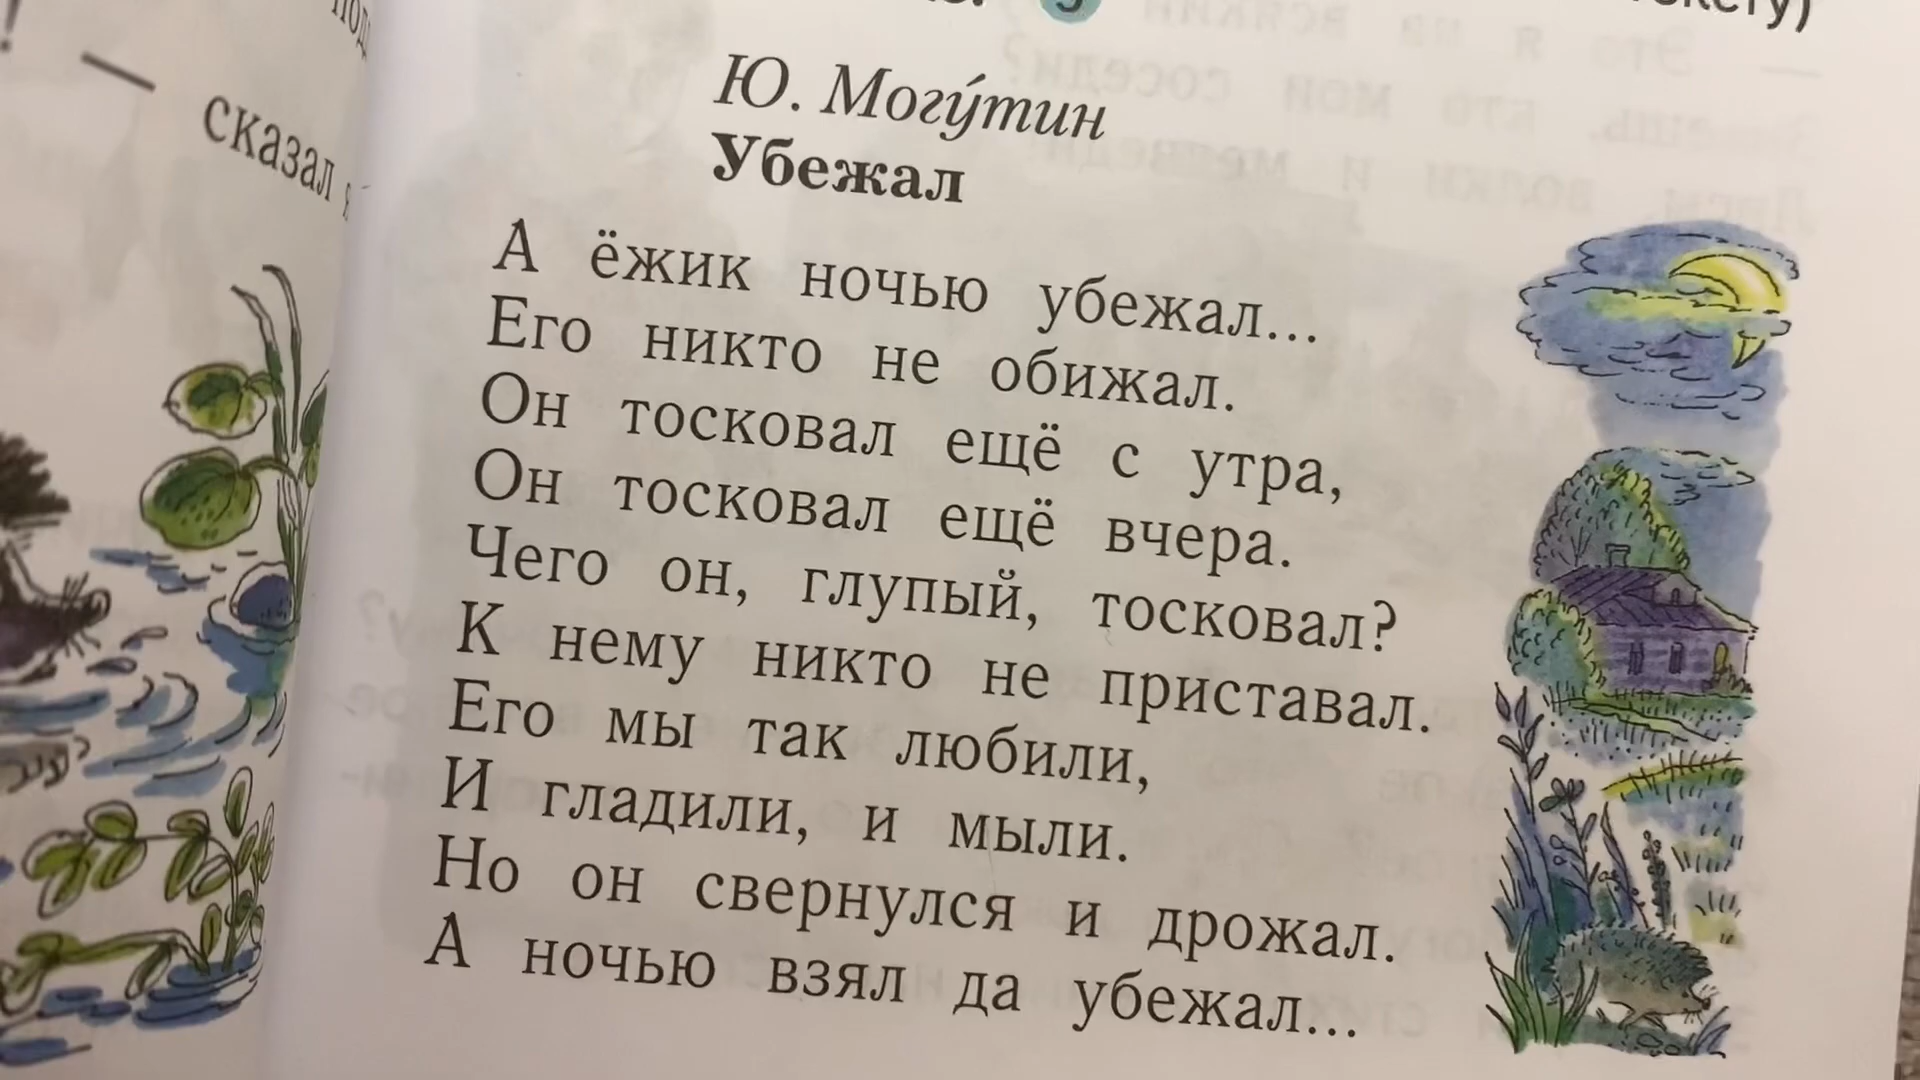 сказал
Ю. Могу́тин
Убежал
А ёжик ночью убежал...
Его никто не обижал.
Он тосковал ещё с утра,
Он тосковал ещё вчера.
Чего он, глупый, тосковал?
К нему никто не приставал.
Его мы так любили,
И гладили, и мыли.
Но он свернулся и дрожал.
А ночью взял да убежал...